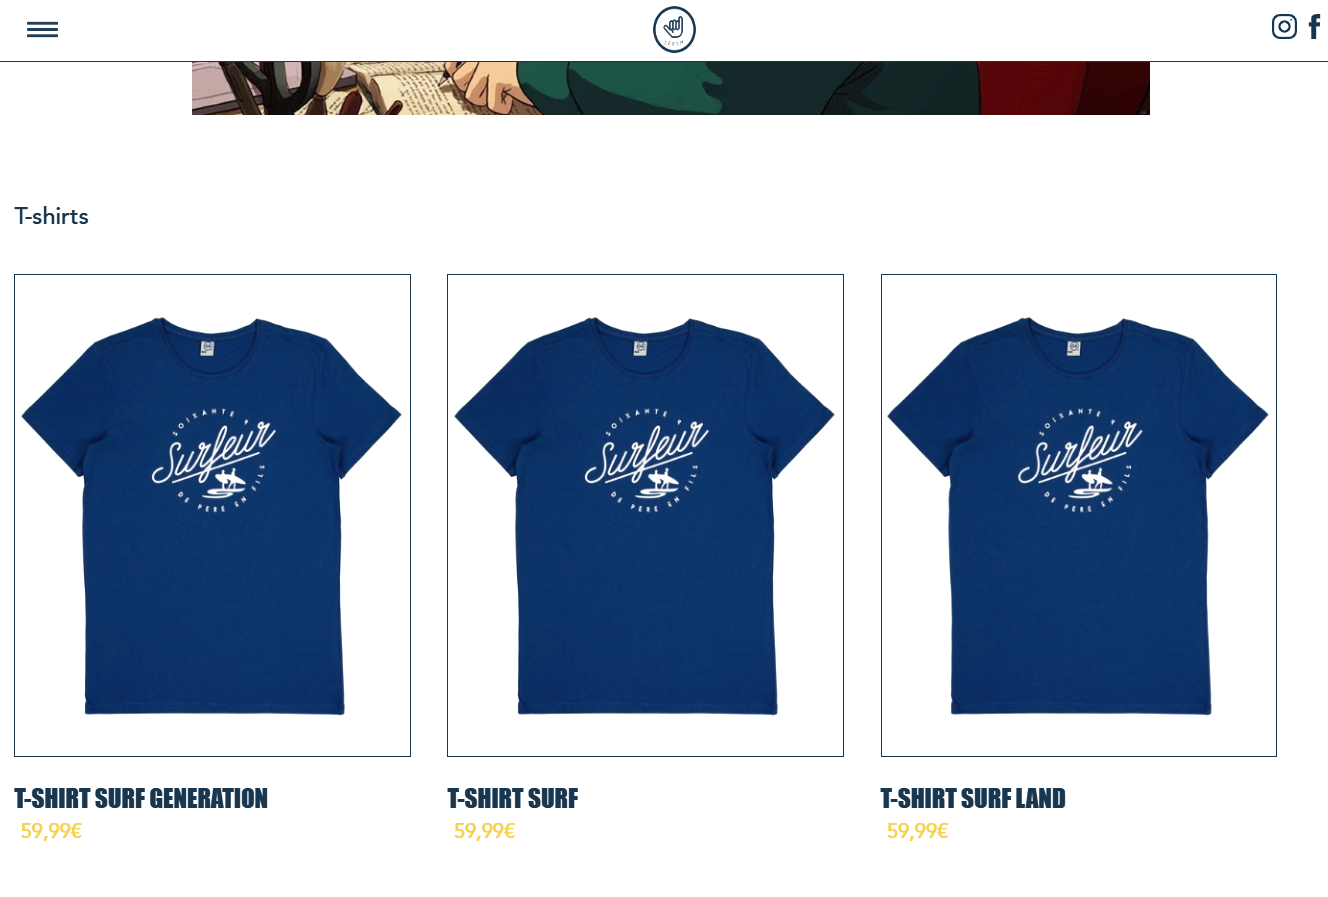 LEESH
T-shirts
SOIXANTE 4
Surfeur
DE PERE EN FILS
SOIXANTE 4
Surfeur
DE PERE EN FILS
SOIXANTE 4
Surfeur
DE PERE EN FILS
T-SHIRT SURF GENERATION
T-SHIRT SURF
T-SHIRT SURF LAND
59,99€
59,99€
59,99€